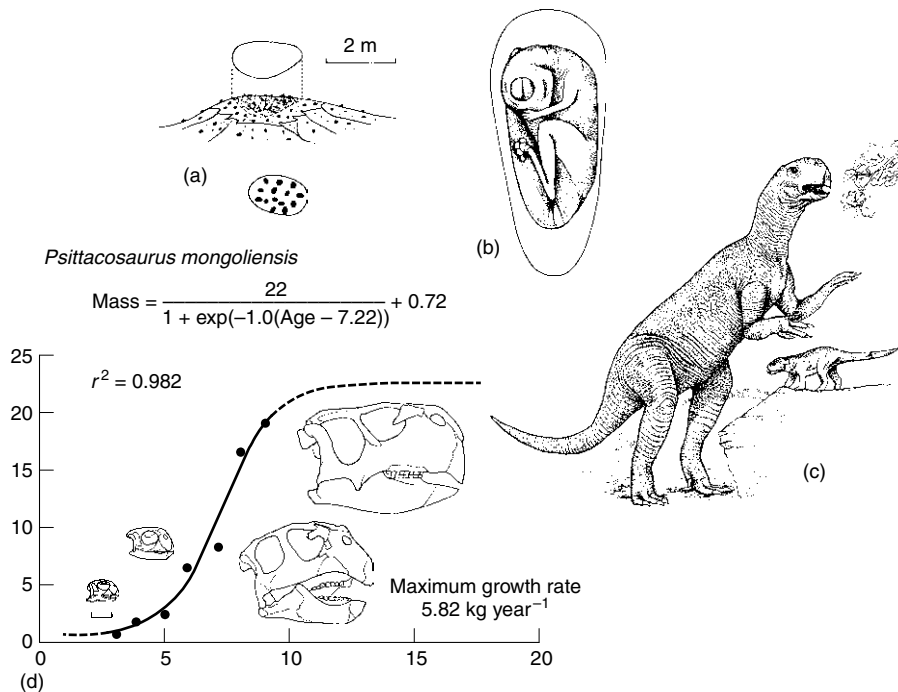 2 m
(a)
(b)
Psittacosaurus mongoliensis
Mass = 22 / 1 + exp(−1.0(Age − 7.22)) + 0.72
(c)
r² = 0.982
25
20
15
10
5
0
Maximum growth rate
5.82 kg year⁻¹
0 5 10 15 20
(d)